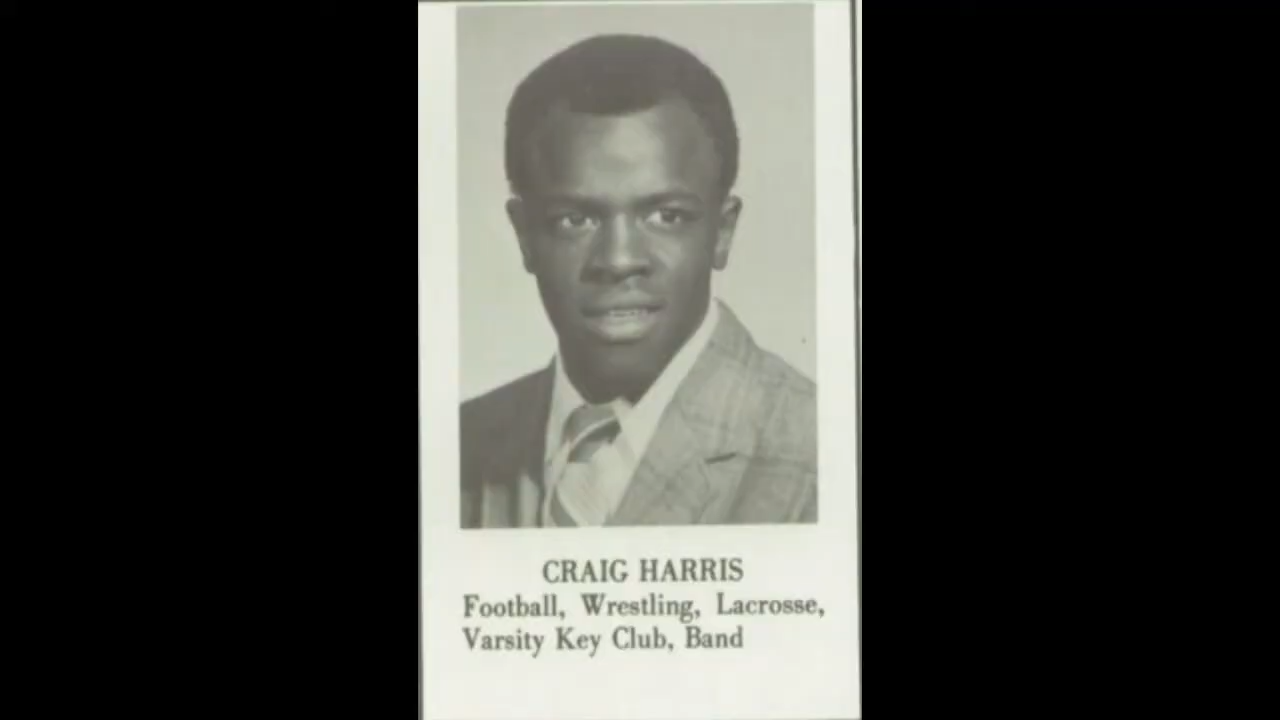 CRAIG HARRIS
Football, Wrestling, Lacrosse,
Varsity Key Club, Band